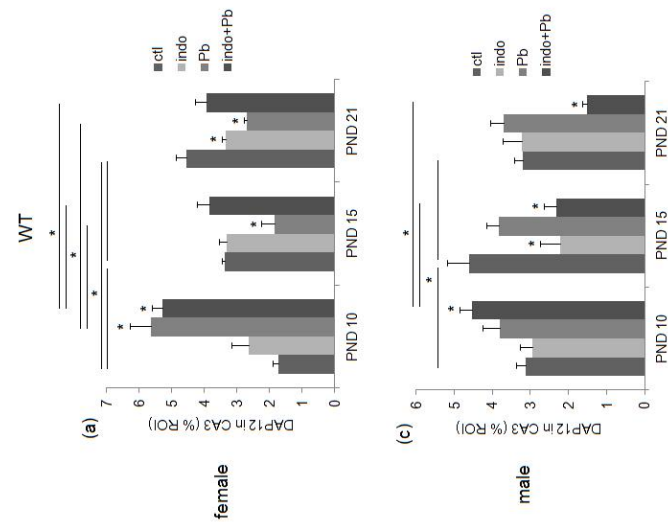 WT
(a)
female
DAP12 in CA3 (% ROI)
7
6
5
4
3
2
1
0
*
*
*
*
*
*
*
*
*
*
PND 10
PND 15
PND 21
ctl
indo
Pb
indo+Pb
(c)
male
DAP12 in CA3 (% ROI)
6
5
4
3
2
1
0
*
*
*
*
*
*
*
PND 10
PND 15
PND 21
ctl
indo
Pb
indo+Pb